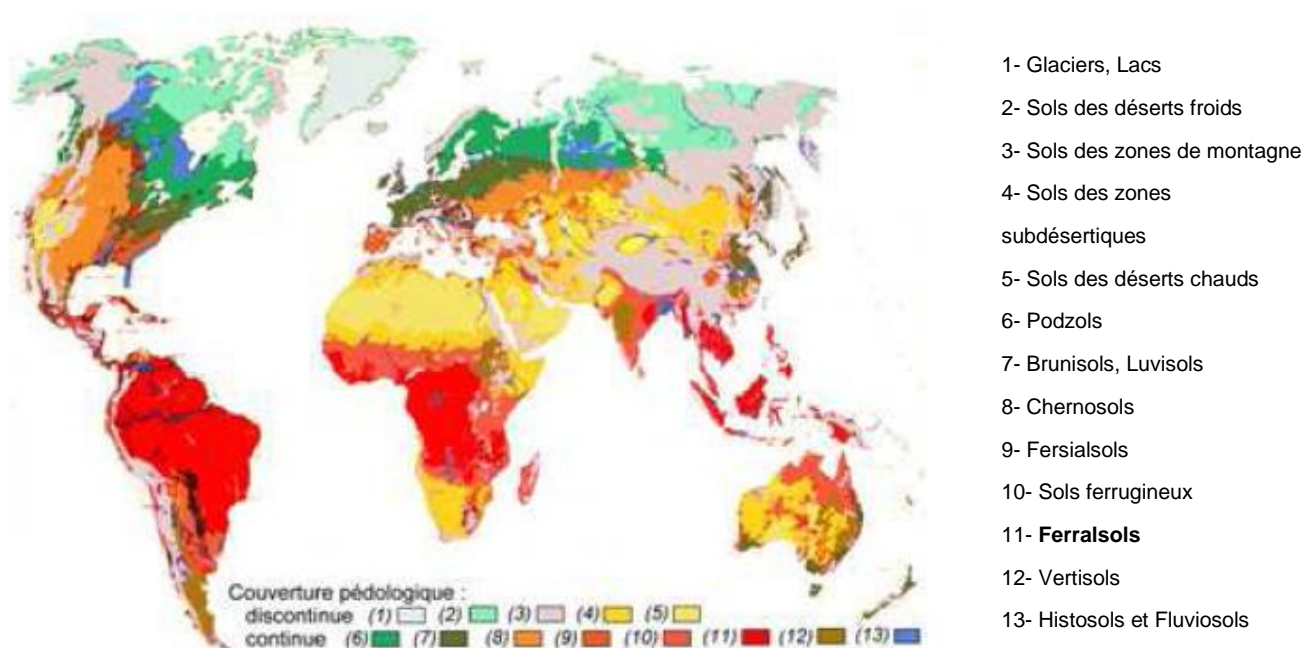 1- Glaciers, Lacs
2- Sols des déserts froids
3- Sols des zones de montagne
4- Sols des zones
subdésertiques
5- Sols des déserts chauds
6- Podzols
7- Brunisols, Luvisols
8- Chernosols
9- Fersialsols
10- Sols ferrugineux
11- Ferralsols
12- Vertisols
13- Histosols et Fluviosols
Couverture pédologique :
discontinue (1) (2) (3) (4) (5)
continue (6) (7) (8) (9) (10) (11) (12) (13)